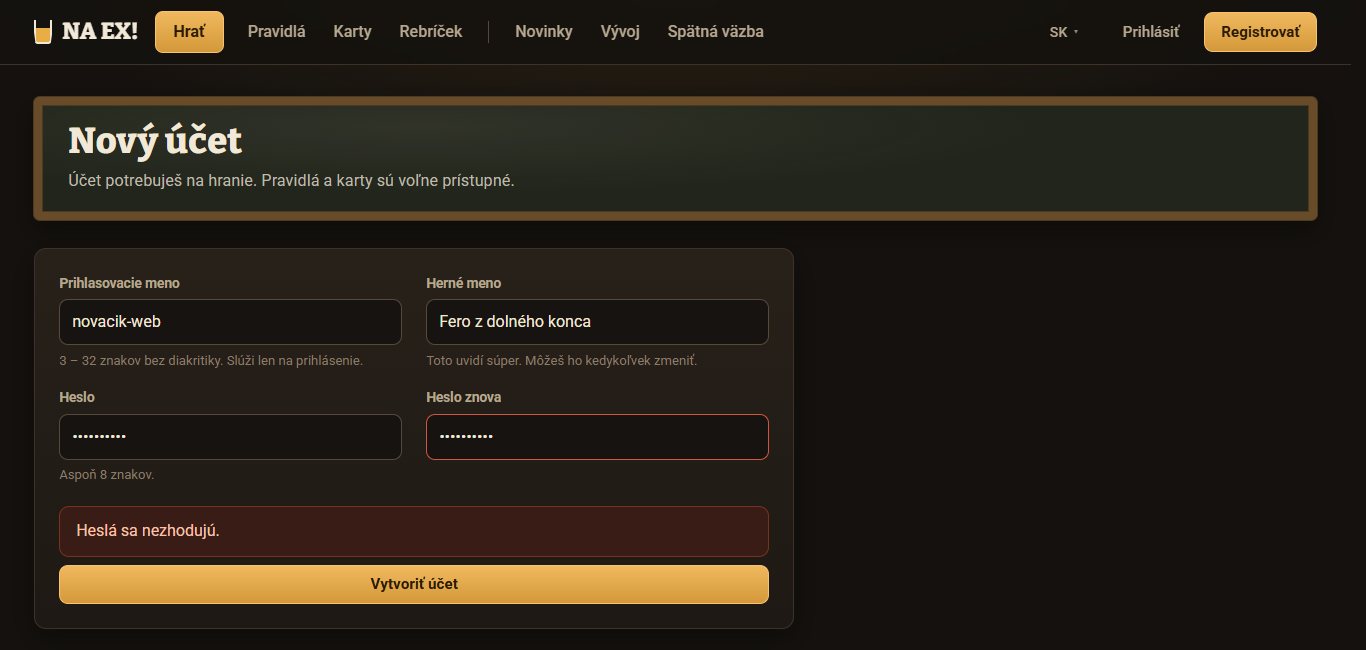 NA EX! Hrať Pravidlá Karty Rebríček Novinky Vývoj Spätná väzba SK Prihlásiť Registrovať
Nový účet
Účet potrebuješ na hranie. Pravidlá a karty sú voľne prístupné.
Prihlasovacie meno Herné meno
novacik-web Fero z dolného konca
3 – 32 znakov bez diakritiky. Slúži len na prihlásenie. Toto uvidí súper. Môžeš ho kedykoľvek zmeniť.
Heslo Heslo znova
•••••••••• ••••••••••
Aspoň 8 znakov.
Heslá sa nezhodujú.
Vytvoriť účet